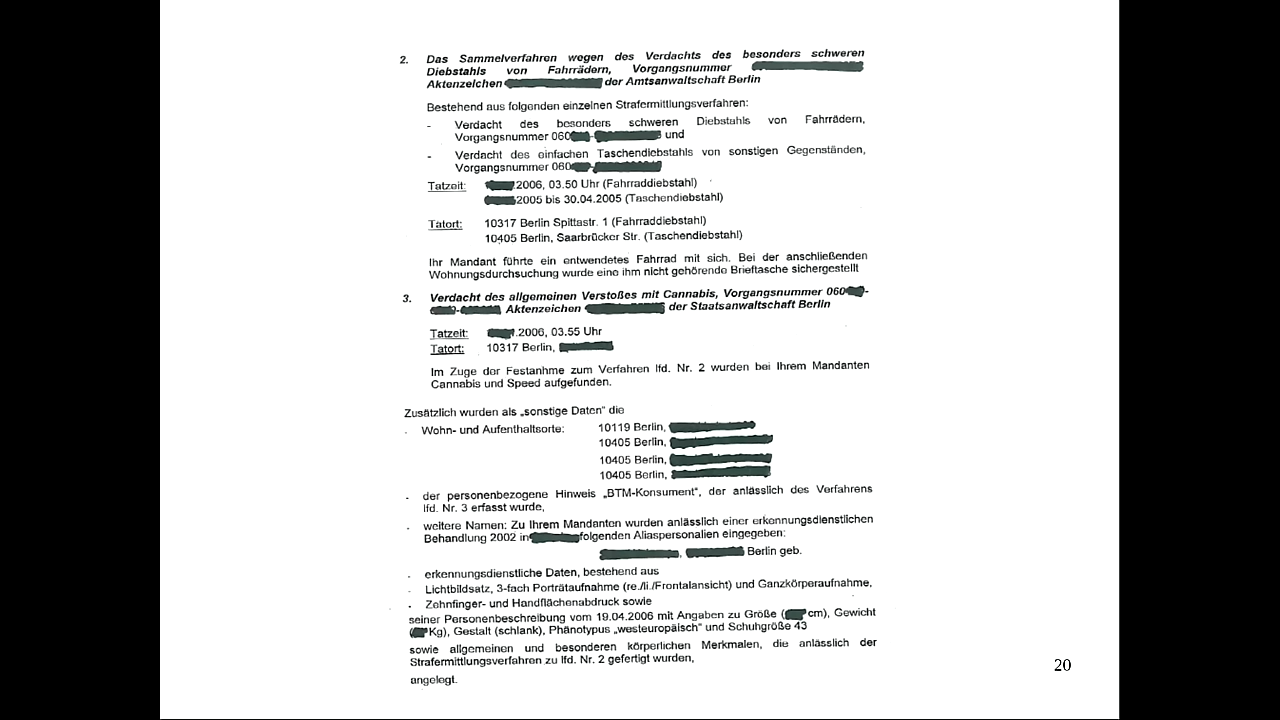 2. Das Sammelverfahren wegen des Verdachts des besonders schweren
Diebstahls von Fahrrädern, Vorgangsnummer
Aktenzeichen der Amtsanwaltschaft Berlin
Bestehend aus folgenden einzelnen Strafermittlungsverfahren:
- Verdacht des besonders schweren Diebstahls von Fahrrädern,
Vorgangsnummer 060 - und
- Verdacht des einfachen Taschendiebstahls von sonstigen Gegenständen,
Vorgangsnummer 060 -
Tatzeit: .2006, 03.50 Uhr (Fahrraddiebstahl)
.2005 bis 30.04.2005 (Taschendiebstahl)
Tatort: 10317 Berlin Spittastr. 1 (Fahrraddiebstahl)
10405 Berlin, Saarbrücker Str. (Taschendiebstahl)
Ihr Mandant führte ein entwendetes Fahrrad mit sich. Bei der anschließenden
Wohnungsdurchsuchung wurde eine ihm nicht gehörende Brieftasche sichergestellt
3. Verdacht des allgemeinen Verstoßes mit Cannabis, Vorgangsnummer 060 -
- Aktenzeichen der Staatsanwaltschaft Berlin
Tatzeit: .2006, 03.55 Uhr
Tatort: 10317 Berlin,
Im Zuge der Festanhme zum Verfahren lfd. Nr. 2 wurden bei Ihrem Mandanten
Cannabis und Speed aufgefunden.
Zusätzlich wurden als „sonstige Daten" die
- Wohn- und Aufenthaltsorte: 10119 Berlin,
10405 Berlin,
10405 Berlin,
10405 Berlin,
- der personenbezogene Hinweis „BTM-Konsument", der anlässlich des Verfahrens
lfd. Nr. 3 erfasst wurde,
- weitere Namen: Zu Ihrem Mandanten wurden anlässlich einer erkennungsdienstlichen
Behandlung 2002 in folgenden Aliaspersonalien eingegeben:
, Berlin geb.
- erkennungsdienstliche Daten, bestehend aus
- Lichtbildsatz, 3-fach Porträtaufnahme (re./li./Frontalansicht) und Ganzkörperaufnahme,
- Zehnfinger- und Handflächenabdruck sowie
seiner Personenbeschreibung vom 19.04.2006 mit Angaben zu Größe ( cm), Gewicht
( Kg), Gestalt (schlank), Phänotypus „westeuropäisch" und Schuhgröße 43
sowie allgemeinen und besonderen körperlichen Merkmalen, die anlässlich der
Strafermittlungsverfahren zu lfd. Nr. 2 gefertigt wurden,
angelegt.
20